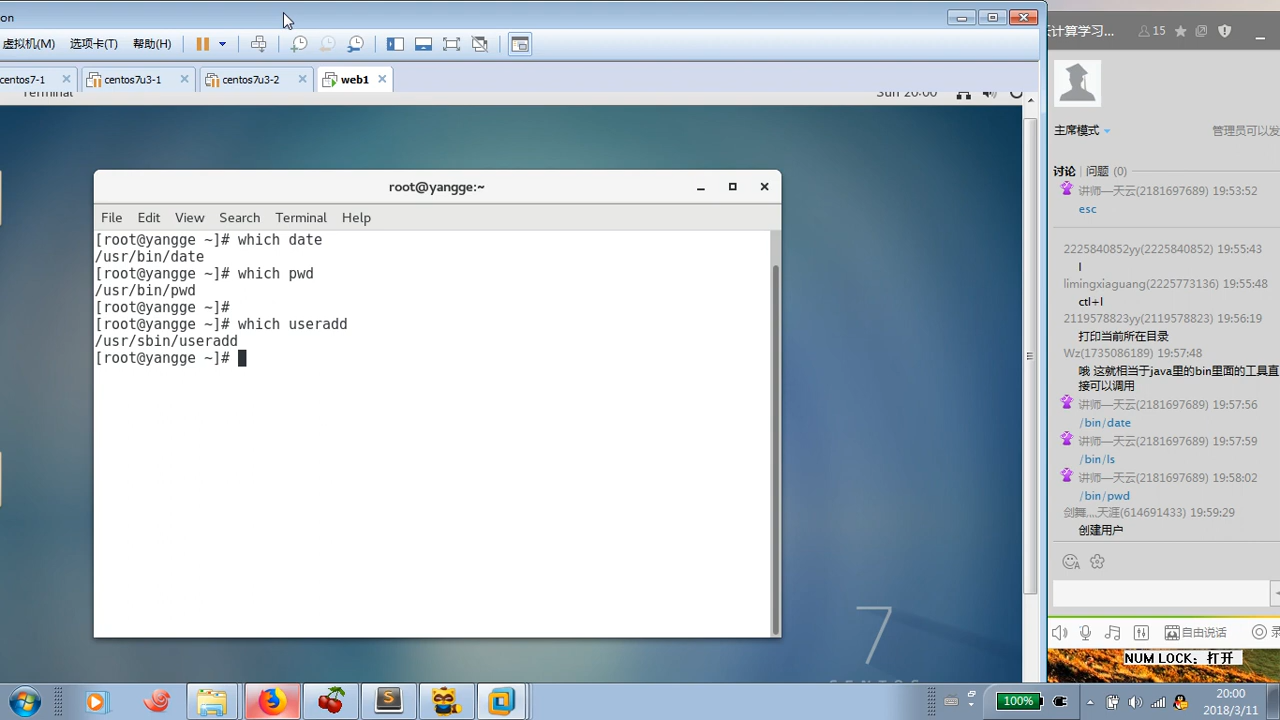 on
虚拟机(M) 选项卡(T) 帮助(H)
centos7-1 centos7u3-1 centos7u3-2 web1
Terminal Sun 20:00
root@yangge:~
File Edit View Search Terminal Help
[root@yangge ~]# which date
/usr/bin/date
[root@yangge ~]# which pwd
/usr/bin/pwd
[root@yangge ~]#
[root@yangge ~]# which useradd
/usr/sbin/useradd
[root@yangge ~]#
7
CENTOS
计算学习... 15
主席模式 管理员可以发
讨论 问题 (0)
讲师—天云(2181697689) 19:53:52
esc
2225840852yy(2225840852) 19:55:43
l
limingxiaguang(2225773136) 19:55:48
ctl+l
2119578823yy(2119578823) 19:56:19
打印当前所在目录
Wz(1735086189) 19:57:48
哦 这就相当于java里的bin里面的工具直
接可以调用
讲师—天云(2181697689) 19:57:56
/bin/date
讲师—天云(2181697689) 19:57:59
/bin/ls
讲师—天云(2181697689) 19:58:02
/bin/pwd
剑舞....天涯(614691433) 19:59:29
创建用户
自由说话 录
NUM LOCK: 打开
100%
20:00
2018/3/11